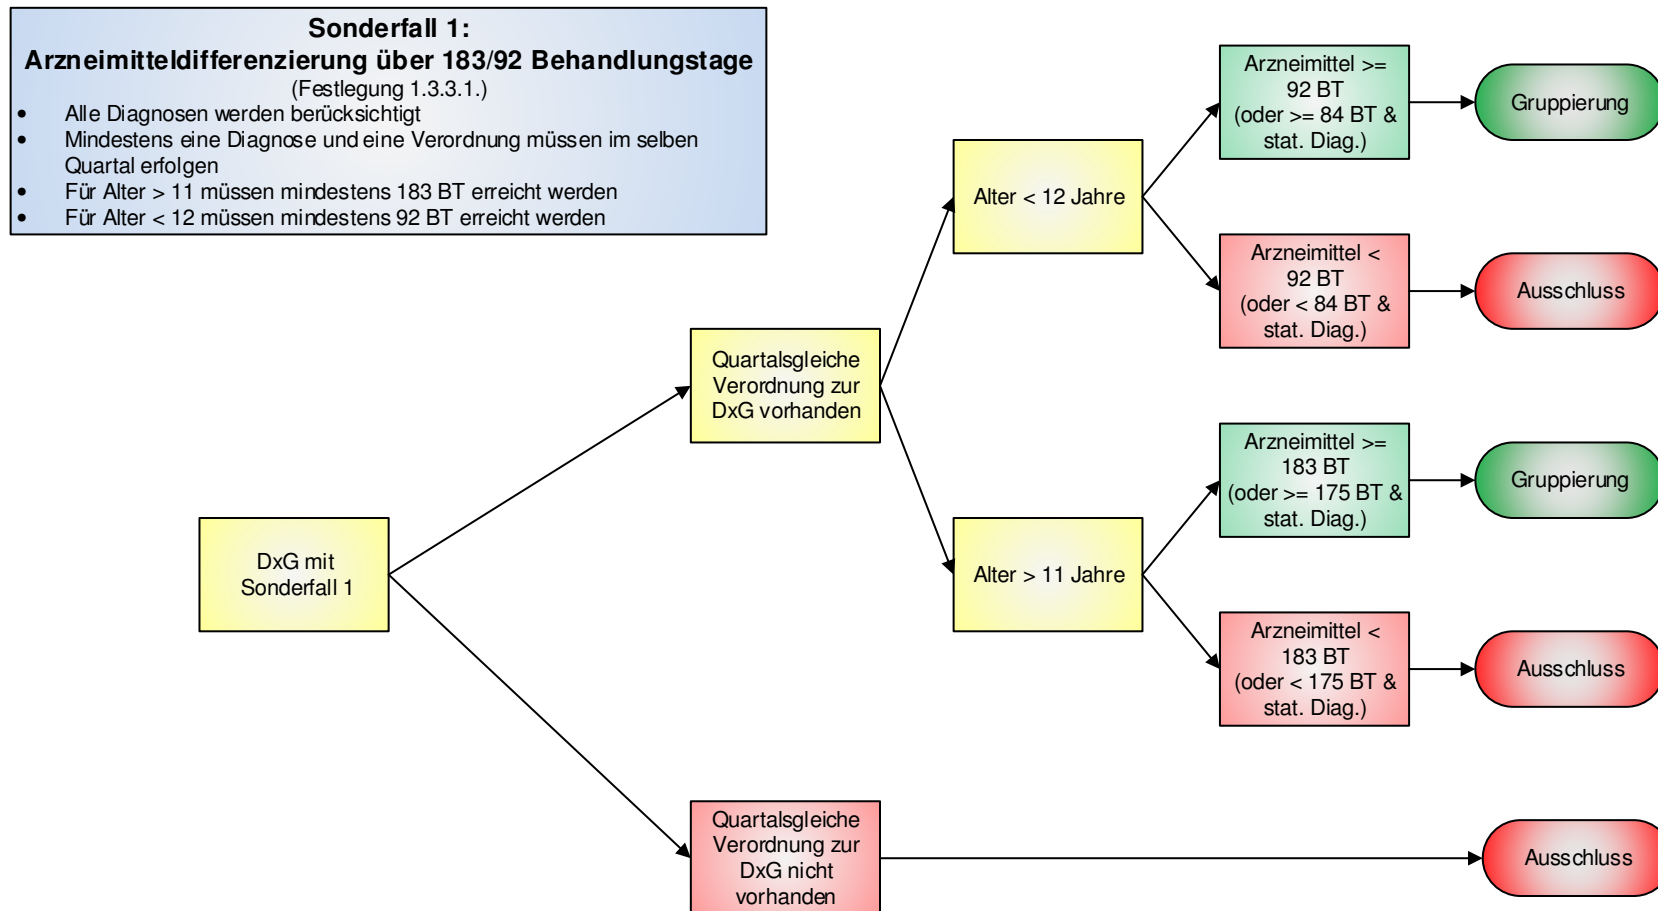 Sonderfall 1:
Arzneimitteldifferenzierung über 183/92 Behandlungstage
(Festlegung 1.3.3.1.)
• Alle Diagnosen werden berücksichtigt
• Mindestens eine Diagnose und eine Verordnung müssen im selben
Quartal erfolgen
• Für Alter > 11 müssen mindestens 183 BT erreicht werden
• Für Alter < 12 müssen mindestens 92 BT erreicht werden
DxG mit
Sonderfall 1
Quartalsgleiche
Verordnung zur
DxG vorhanden
Alter < 12 Jahre
Arzneimittel >=
92 BT
(oder >= 84 BT &
stat. Diag.)
Gruppierung
Arzneimittel <
92 BT
(oder < 84 BT &
stat. Diag.)
Ausschluss
Alter > 11 Jahre
Arzneimittel >=
183 BT
(oder >= 175 BT &
stat. Diag.)
Gruppierung
Arzneimittel <
183 BT
(oder < 175 BT &
stat. Diag.)
Ausschluss
Quartalsgleiche
Verordnung zur
DxG nicht
vorhanden
Ausschluss